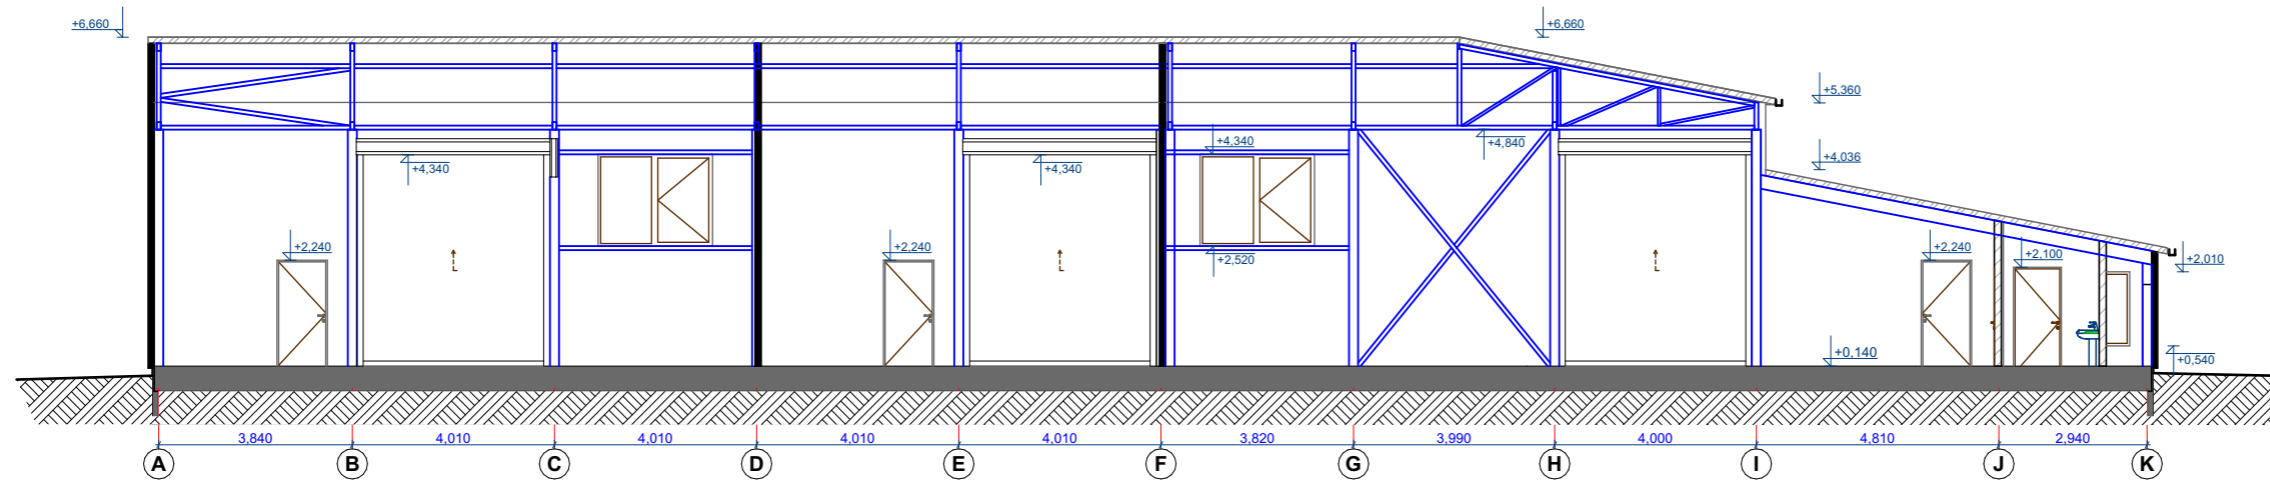 +6,660
+6,660
+5,360
+4,340
+4,840
+4,340
+4,340
+4,036
+2,240
+2,240
+2,520
+2,240
+2,100
+2,010
L
L
L
+0,140
+0,540
3,840
4,010
4,010
4,010
4,010
3,820
3,990
4,000
4,810
2,940
A
B
C
D
E
F
G
H
I
J
K